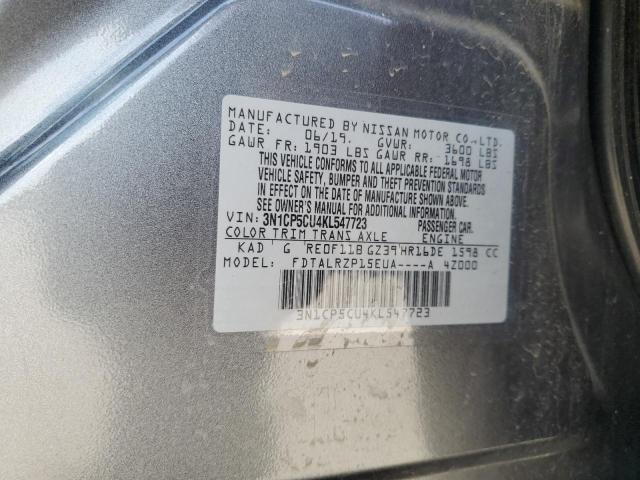 MANUFACTURED BY NISSAN MOTOR CO.,LTD.
DATE: 06/19. GVWR: 3600 LBS
GAWR FR: 1903 LBS GAWR RR: 1698 LBS
THIS VEHICLE CONFORMS TO ALL APPLICABLE FEDERAL MOTOR
VEHICLE SAFETY, BUMPER AND THEFT PREVENTION STANDARDS
IN EFFECT ON THE DATE OF MANUFACTURE SHOWN ABOVE.
SEE OWNER'S MANUAL FOR ADDITIONAL INFORMATION.
VIN: 3N1CP5CU4KL547723 PASSENGER CAR.
COLOR TRIM TRANS AXLE ENGINE
KAD G RE0F11B GZ39 HR16DE 1598 CC
MODEL: FDTALRZP15EUA----A 4Z000
3N1CP5CU4KL547723